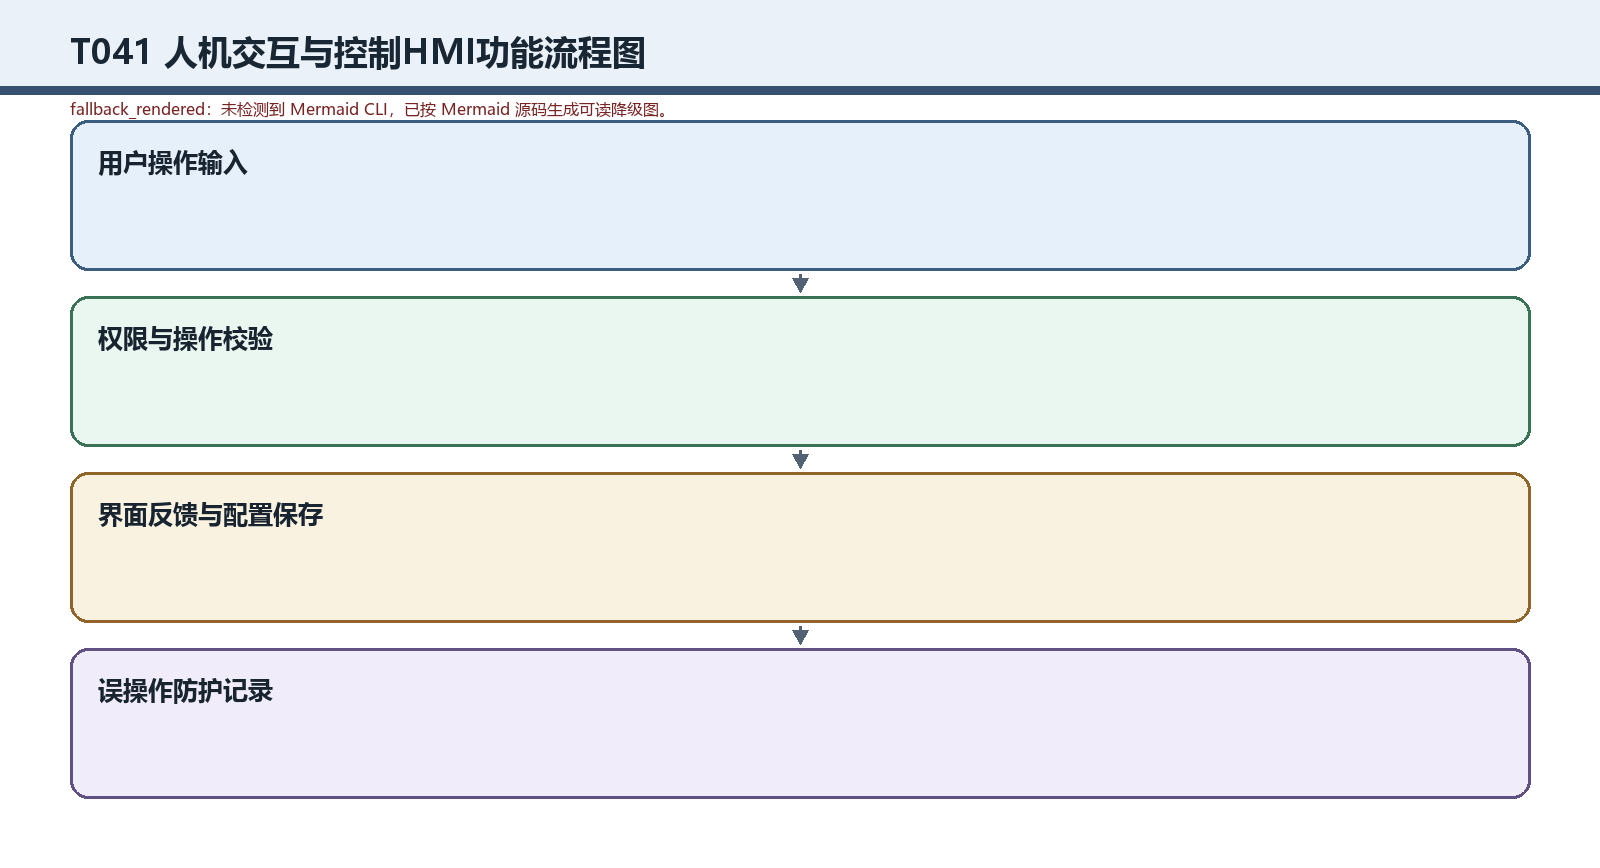 T041 人机交互与控制HMI功能流程图
fallback_rendered：未检测到 Mermaid CLI，已按 Mermaid 源码生成可读降级图。
用户操作输入
权限与操作校验
界面反馈与配置保存
误操作防护记录